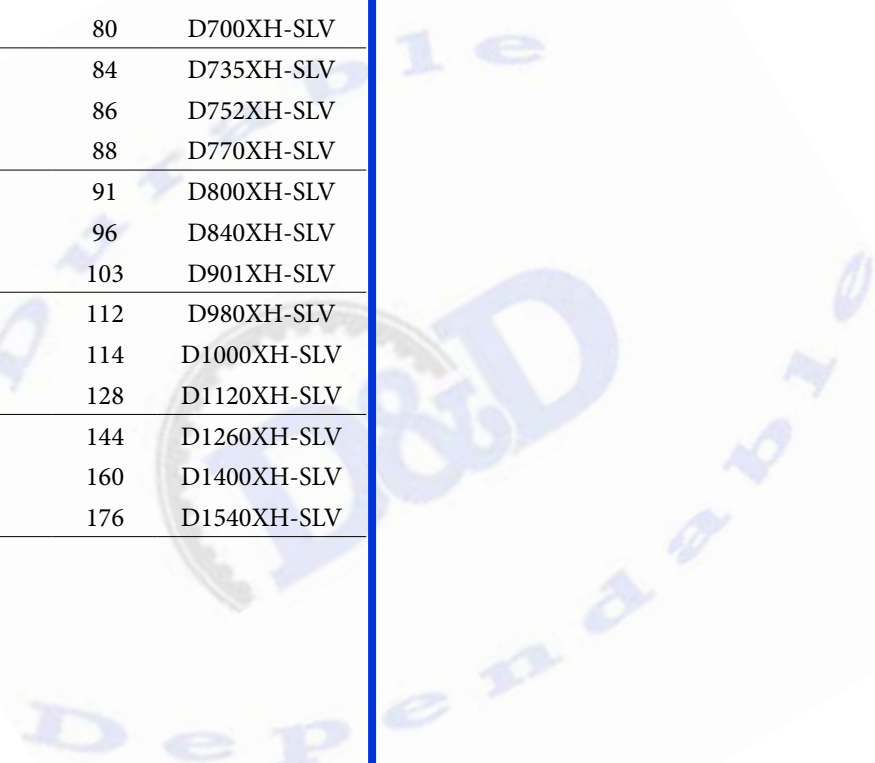 80 D700XH-SLV
84 D735XH-SLV
86 D752XH-SLV
88 D770XH-SLV
91 D800XH-SLV
96 D840XH-SLV
103 D901XH-SLV
112 D980XH-SLV
114 D1000XH-SLV
128 D1120XH-SLV
144 D1260XH-SLV
160 D1400XH-SLV
176 D1540XH-SLV
Durable
D&D
Dependable